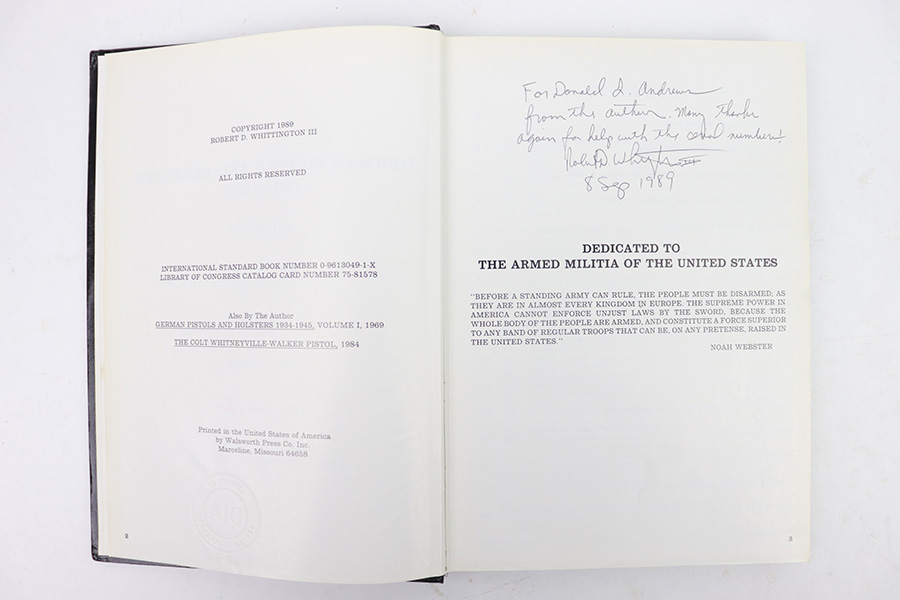 COPYRIGHT 1989
ROBERT D. WHITTINGTON III
ALL RIGHTS RESERVED
INTERNATIONAL STANDARD BOOK NUMBER 0-9613049-1-X
LIBRARY OF CONGRESS CATALOG CARD NUMBER 75-81578
Also By The Author
GERMAN PISTOLS AND HOLSTERS 1934-1945, VOLUME I, 1969
THE COLT WHITNEYVILLE-WALKER PISTOL, 1984
Printed in the United States of America
by Walsworth Press Co. Inc.
Marceline, Missouri 64658
2
For Donald L. Andrews
from the author. Many thanks
again for help with the serial numbers!
Robert D Whittington III
8 Sep 1989
DEDICATED TO
THE ARMED MILITIA OF THE UNITED STATES
"BEFORE A STANDING ARMY CAN RULE, THE PEOPLE MUST BE DISARMED; AS
THEY ARE IN ALMOST EVERY KINGDOM IN EUROPE. THE SUPREME POWER IN
AMERICA CANNOT ENFORCE UNJUST LAWS BY THE SWORD, BECAUSE THE
WHOLE BODY OF THE PEOPLE ARE ARMED, AND CONSTITUTE A FORCE SUPERIOR
TO ANY BAND OF REGULAR TROOPS THAT CAN BE, ON ANY PRETENSE, RAISED IN
THE UNITED STATES."
NOAH WEBSTER
3